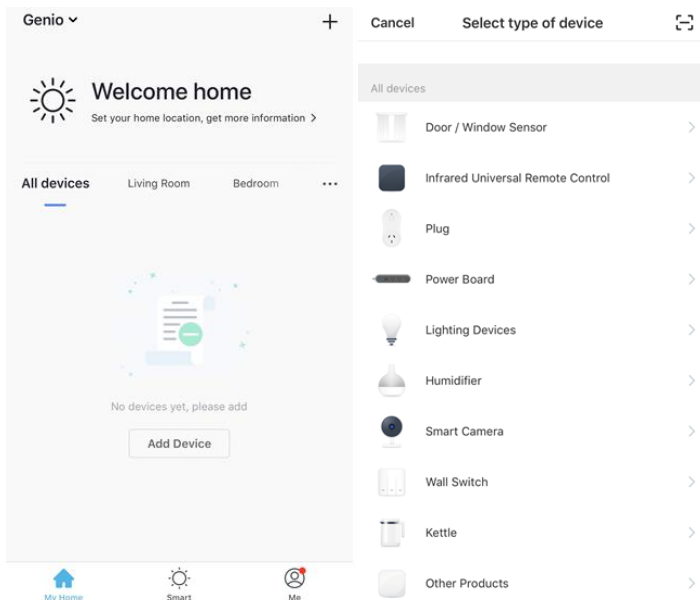 Genio
Welcome home
Set your home location, get more information
All devices
Living Room
Bedroom
No devices yet, please add
Add Device
My Home
Smart
Me
Cancel
Select type of device
All devices
Door / Window Sensor
Infrared Universal Remote Control
Plug
Power Board
Lighting Devices
Humidifier
Smart Camera
Wall Switch
Kettle
Other Products